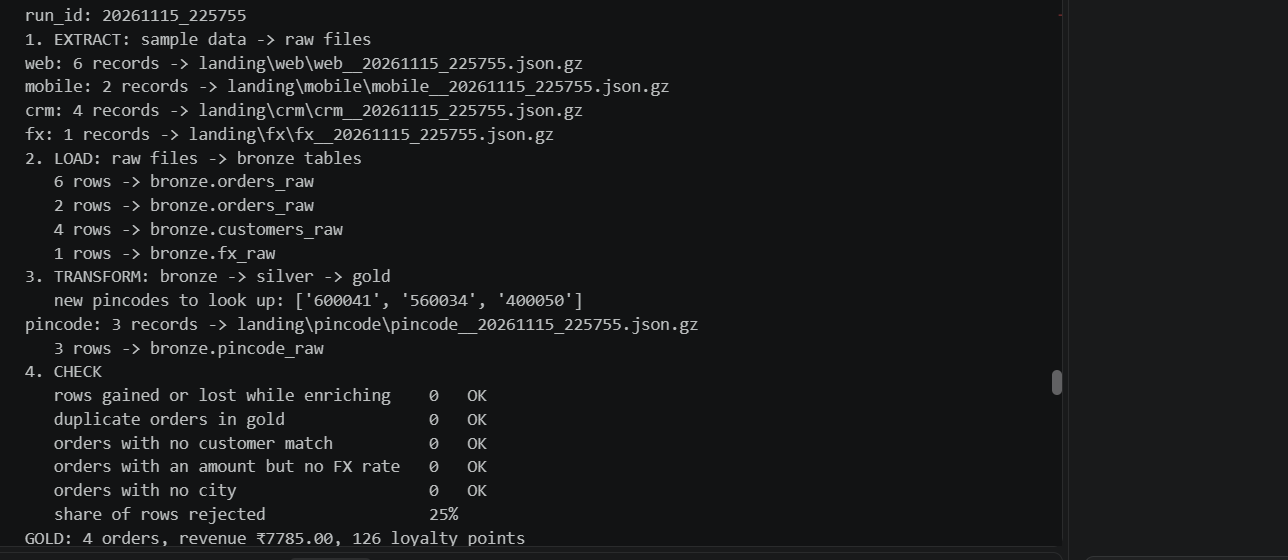 run_id: 20261115_225755
1. EXTRACT: sample data -> raw files
web: 6 records -> landing\web\web__20261115_225755.json.gz
mobile: 2 records -> landing\mobile\mobile__20261115_225755.json.gz
crm: 4 records -> landing\crm\crm__20261115_225755.json.gz
fx: 1 records -> landing\fx\fx__20261115_225755.json.gz
2. LOAD: raw files -> bronze tables
   6 rows -> bronze.orders_raw
   2 rows -> bronze.orders_raw
   4 rows -> bronze.customers_raw
   1 rows -> bronze.fx_raw
3. TRANSFORM: bronze -> silver -> gold
   new pincodes to look up: ['600041', '560034', '400050']
pincode: 3 records -> landing\pincode\pincode__20261115_225755.json.gz
   3 rows -> bronze.pincode_raw
4. CHECK
   rows gained or lost while enriching    0   OK
   duplicate orders in gold               0   OK
   orders with no customer match          0   OK
   orders with an amount but no FX rate   0   OK
   orders with no city                    0   OK
   share of rows rejected                 25%
GOLD: 4 orders, revenue ₹7785.00, 126 loyalty points